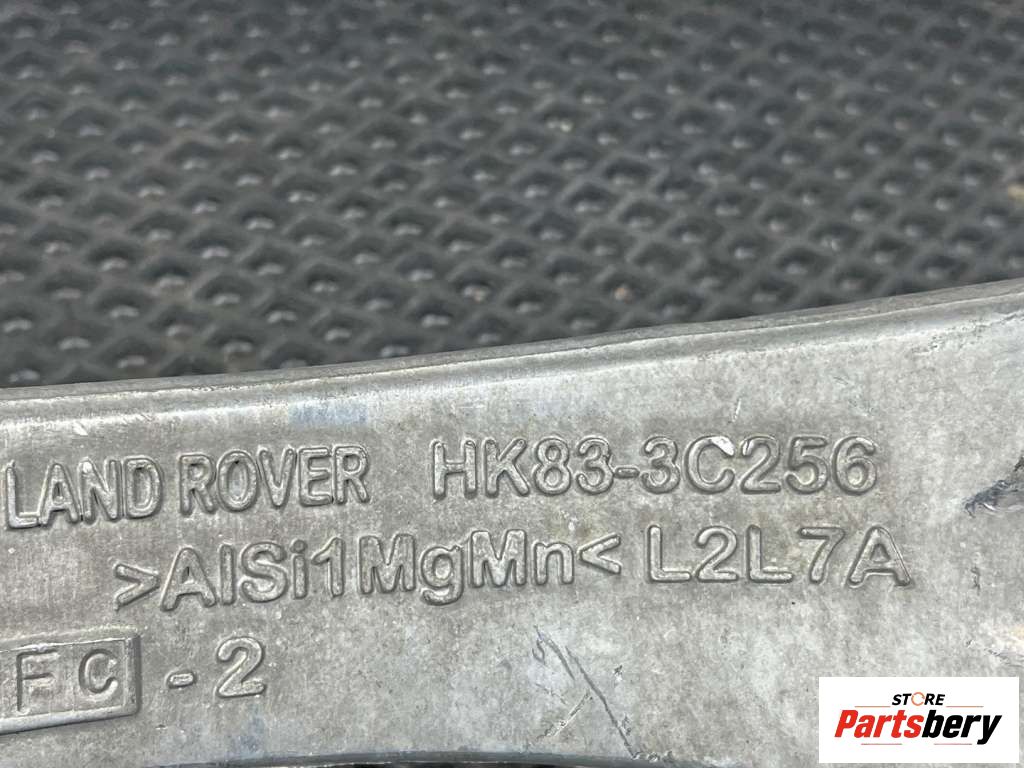 LAND ROVER HK83-3C256
>AlSi1MgMn< L2L7A
FC - 2
STORE
Partsbery